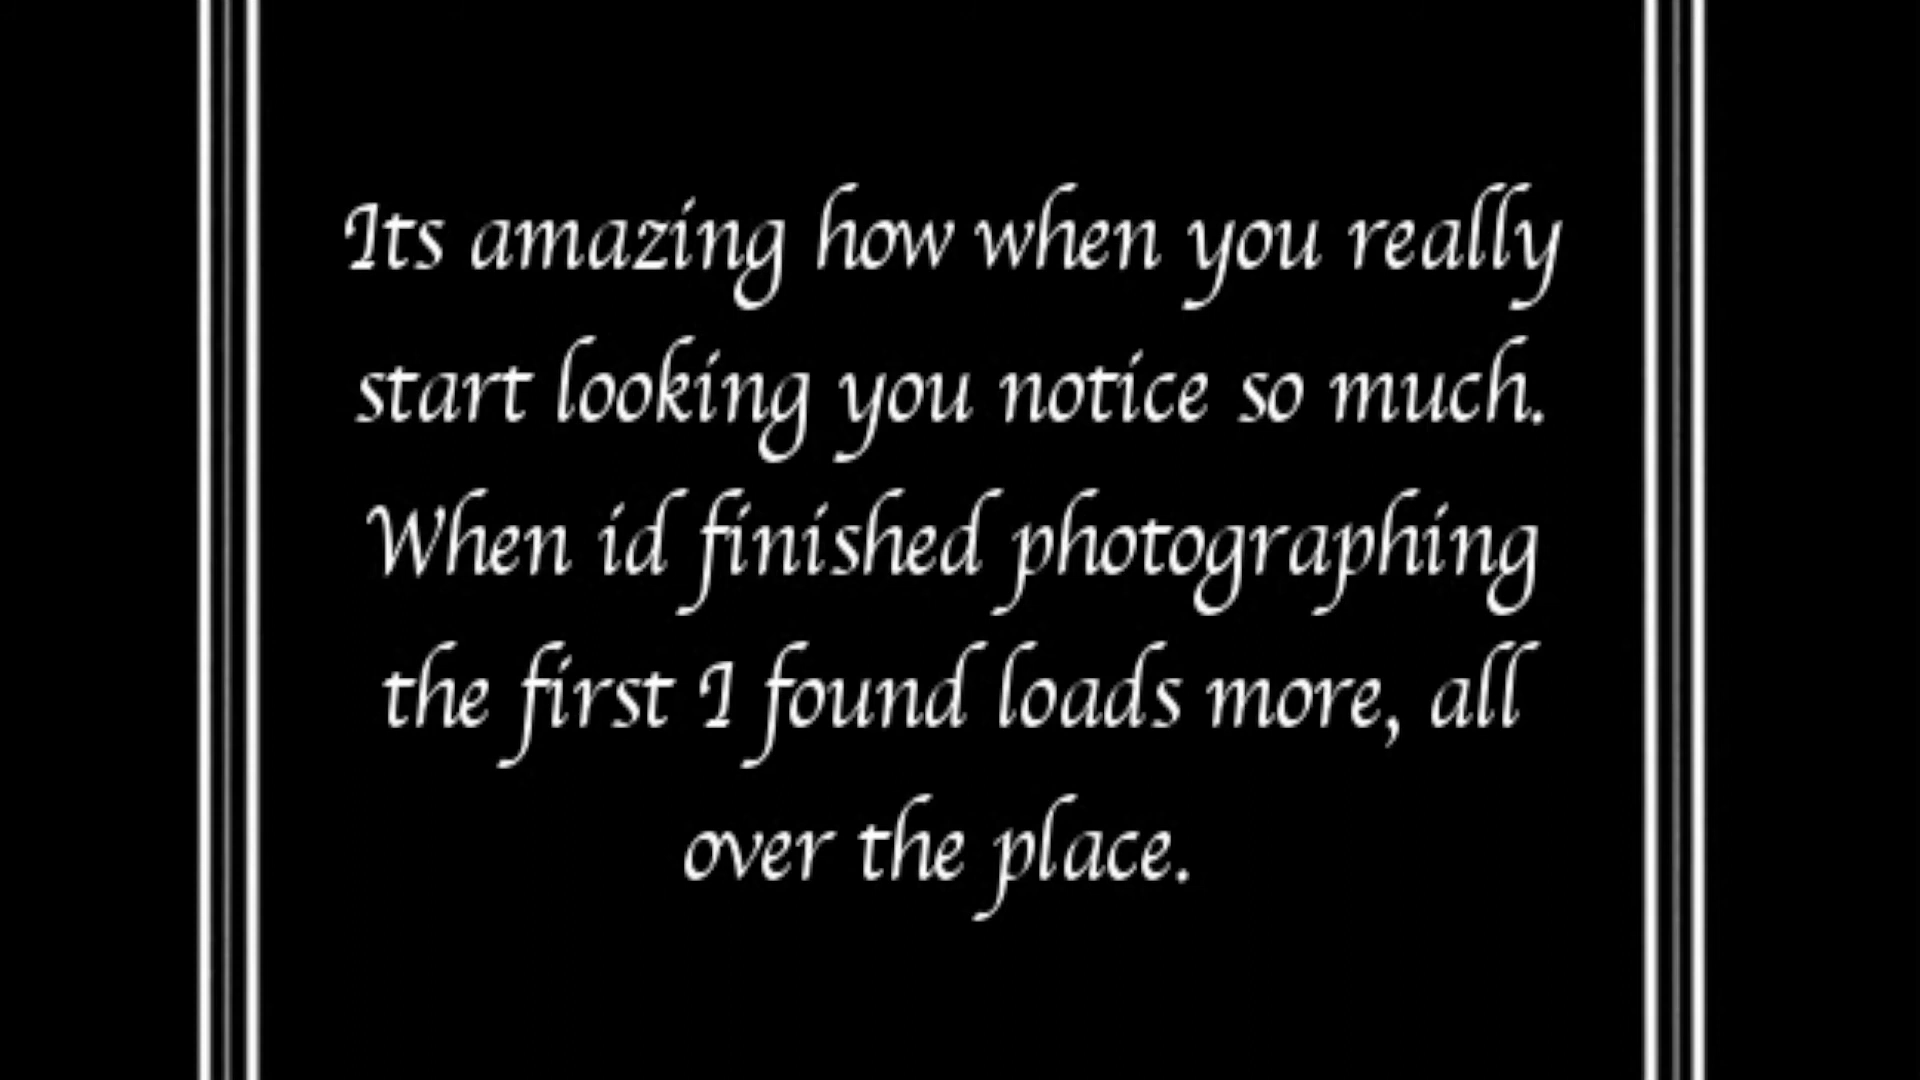 Its amazing how when you really
start looking you notice so much.
When id finished photographing
the first I found loads more, all
over the place.